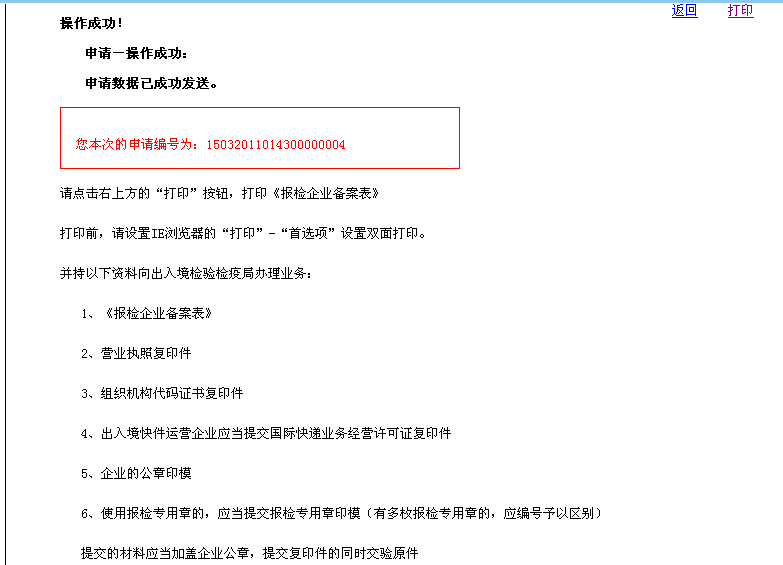 返回 打印
操作成功!
申请一操作成功:
申请数据已成功发送。
您本次的申请编号为: 15032011014300000004
请点击右上方的“打印”按钮, 打印《报检企业备案表》
打印前, 请设置IE浏览器的“打印”-“首选项”设置双面打印。
并持以下资料向出入境检验检疫局办理业务:
1、《报检企业备案表》
2、营业执照复印件
3、组织机构代码证书复印件
4、出入境快件运营企业应当提交国际快递业务经营许可证复印件
5、企业的公章印模
6、使用报检专用章的, 应当提交报检专用章印模(有多枚报检专用章的, 应编号予以区别)
提交的材料应当加盖企业公章, 提交复印件的同时交验原件